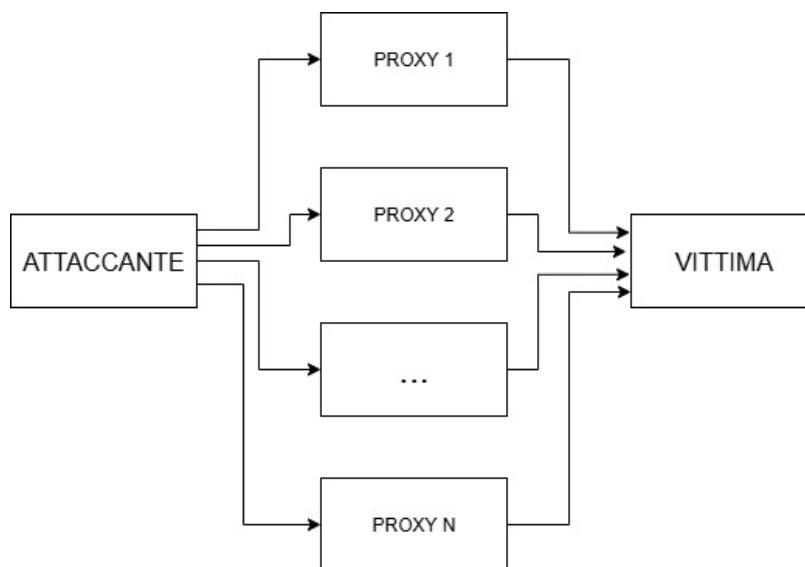 PROXY 1
PROXY 2
ATTACCANTE
VITTIMA
...
PROXY N